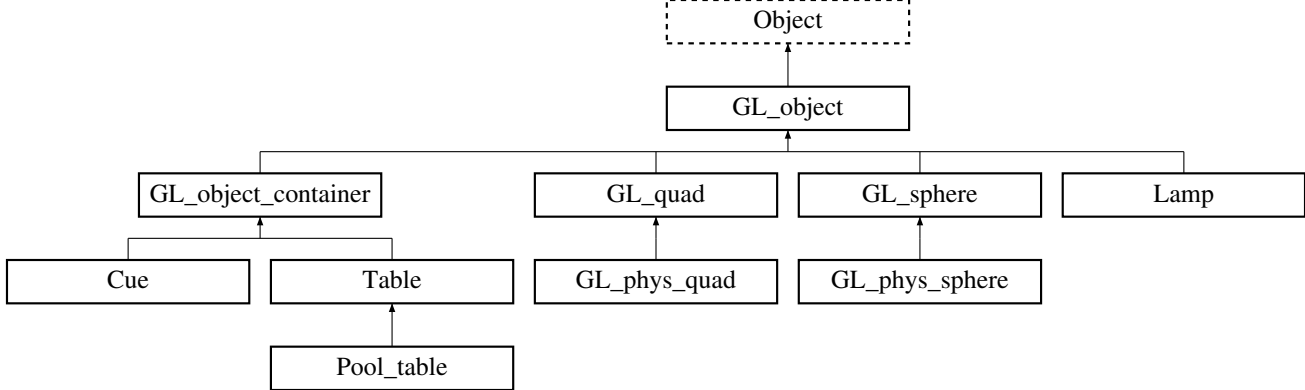 Object
GL_object
GL_object_container
GL_quad
GL_sphere
Lamp
Cue
Table
GL_phys_quad
GL_phys_sphere
Pool_table